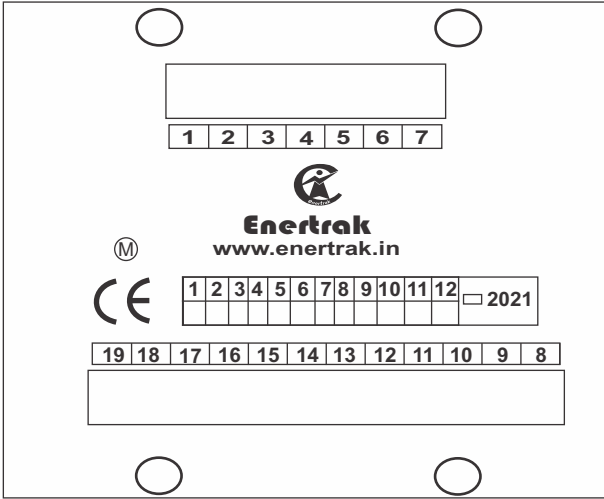 1 2 3 4 5 6 7
Enertrak
Enertrak
www.enertrak.in
M
CE
1 2 3 4 5 6 7 8 9 10 11 12
2021
19 18 17 16 15 14 13 12 11 10 9 8